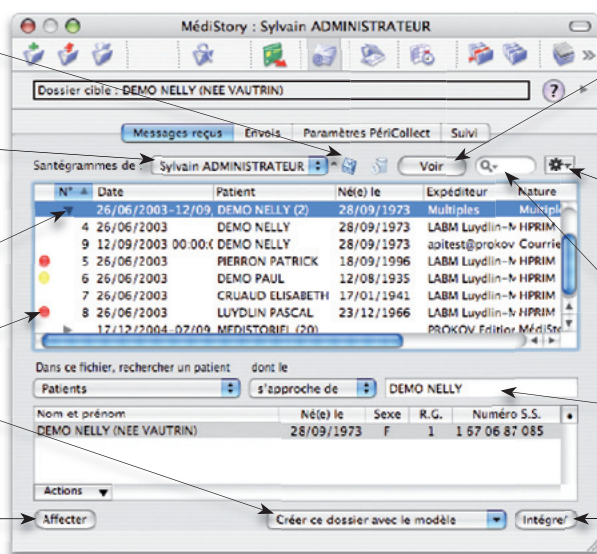 MédiStory : Sylvain ADMINISTRATEUR
Dossier cible : DEMO NELLY (NEE VAUTRIN)
?
Messages reçus Envois Paramètres PériCollect Suivi
Santégrammes de : Sylvain ADMINISTRATEUR Voir
N° Date Patient Né(e) le Expéditeur Nature
26/06/2003-12/09, DEMO NELLY (2) 28/09/1973 Multiples Multiple
4 26/06/2003 DEMO NELLY 28/09/1973 LABM Luydlin-M HPRIM
9 12/09/2003 00:00:0 DEMO NELLY 28/09/1973 apitest@prokov Courrie
5 26/06/2003 PIERRON PATRICK 18/09/1996 LABM Luydlin-M HPRIM
6 26/06/2003 DEMO PAUL 12/08/1935 LABM Luydlin-M HPRIM
7 26/06/2003 CRUAUD ELISABETH 17/01/1941 LABM Luydlin-M HPRIM
8 26/06/2003 LUYDLIN PASCAL 23/12/1966 LABM Luydlin-M HPRIM
17/12/2004-07/09, MEDISTORIEL (20) PROKOV Edition MédiSto
Dans ce fichier, rechercher un patient dont le
Patients s'approche de DEMO NELLY
Nom et prénom Né(e) le Sexe R.G. Numéro S.S.
DEMO NELLY (NEE VAUTRIN) 28/09/1973 F 1 1 67 06 87 085
Actions
Affecter Créer ce dossier avec le modèle Intégrer